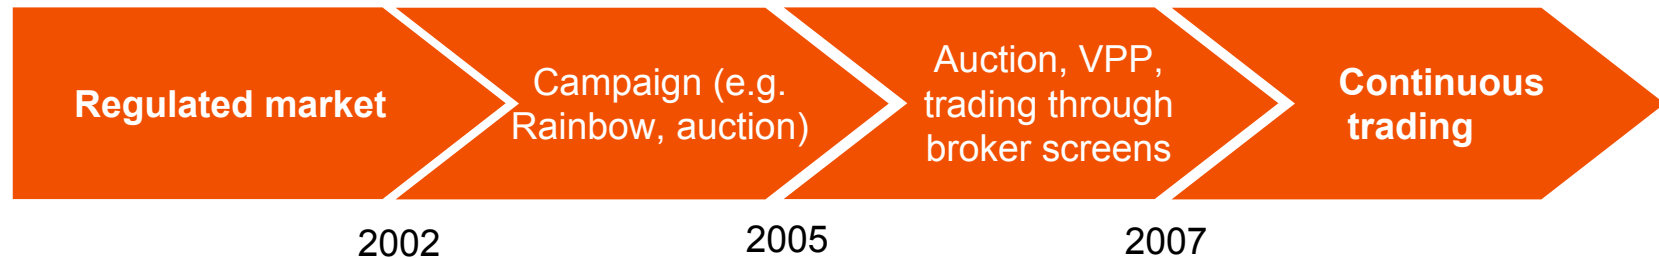 Regulated market
Campaign (e.g.
Rainbow, auction)
Auction, VPP,
trading through
broker screens
Continuous
trading
2002
2005
2007